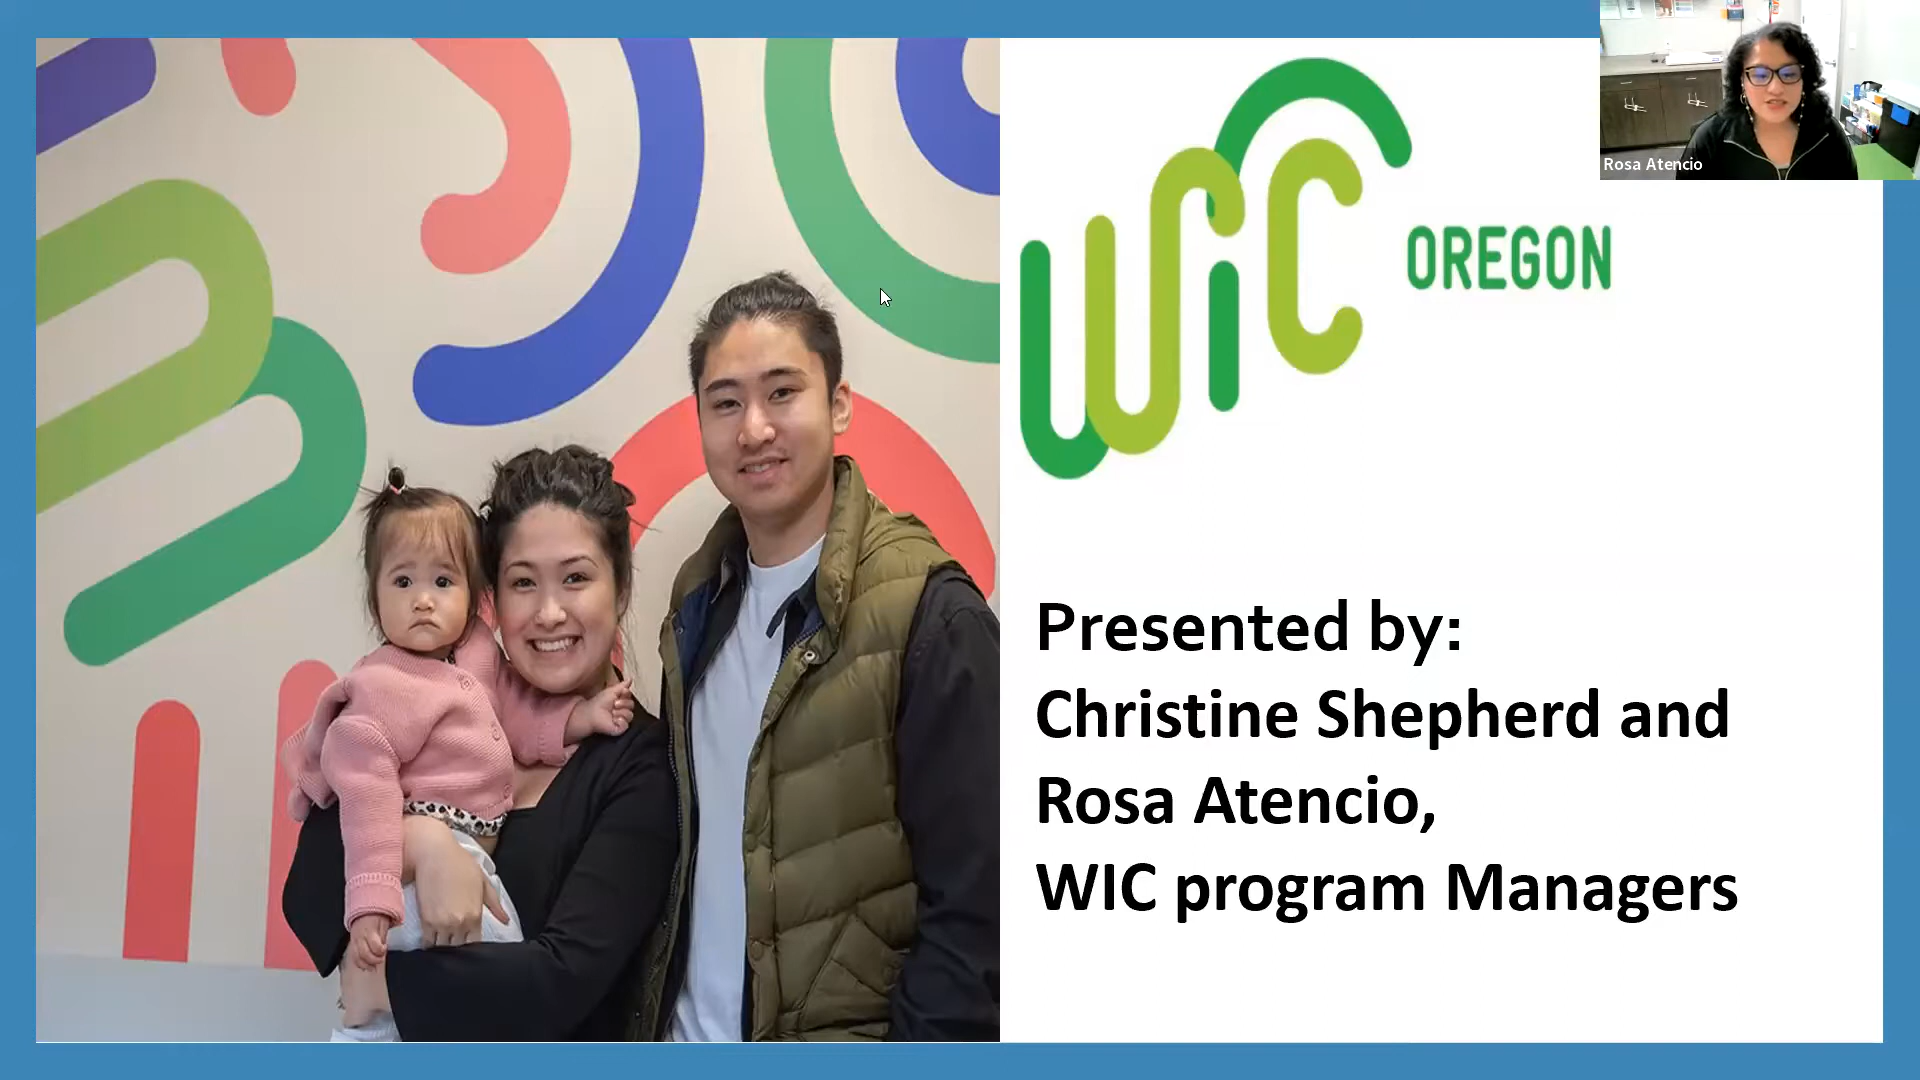 WiC
OREGON
Rosa Atencio
Presented by:
Christine Shepherd and
Rosa Atencio,
WIC program Managers